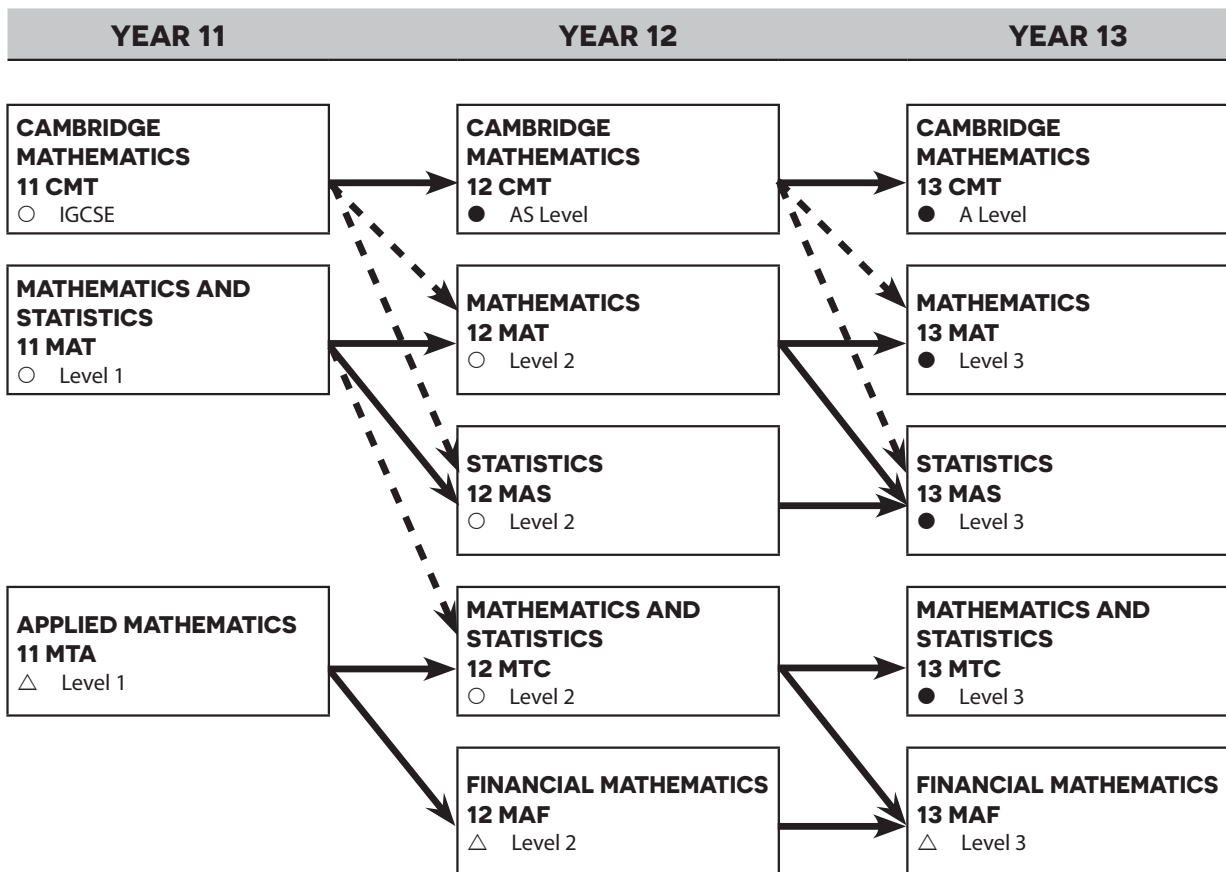 YEAR 11
YEAR 12
YEAR 13
CAMBRIDGE
MATHEMATICS
11 CMT
○ IGCSE
CAMBRIDGE
MATHEMATICS
12 CMT
● AS Level
CAMBRIDGE
MATHEMATICS
13 CMT
● A Level
MATHEMATICS AND
STATISTICS
11 MAT
○ Level 1
MATHEMATICS
12 MAT
○ Level 2
MATHEMATICS
13 MAT
● Level 3
STATISTICS
12 MAS
○ Level 2
STATISTICS
13 MAS
● Level 3
APPLIED MATHEMATICS
11 MTA
△ Level 1
MATHEMATICS AND
STATISTICS
12 MTC
○ Level 2
MATHEMATICS AND
STATISTICS
13 MTC
● Level 3
FINANCIAL MATHEMATICS
12 MAF
△ Level 2
FINANCIAL MATHEMATICS
13 MAF
△ Level 3